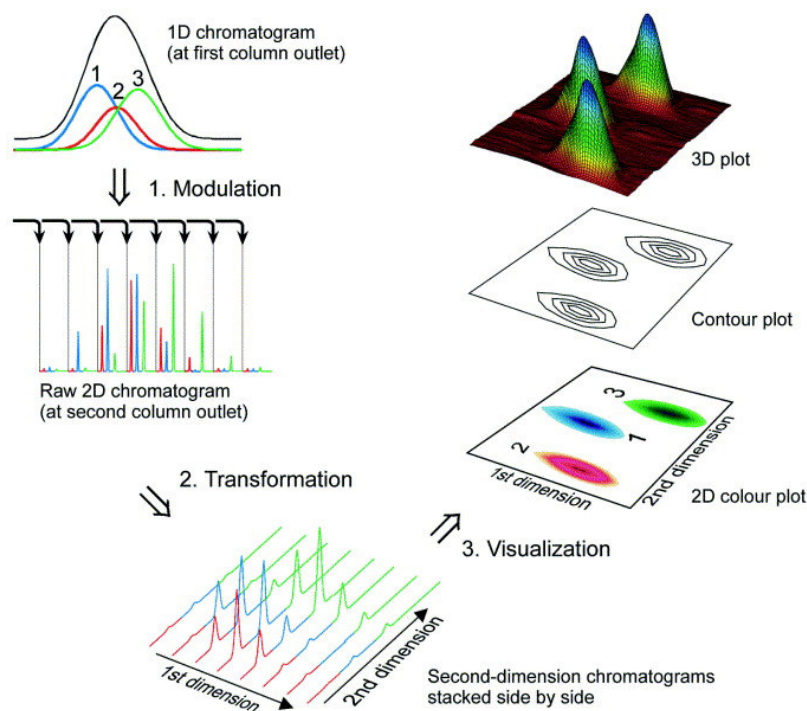 1D chromatogram
(at first column outlet)
1
2
3
1. Modulation
Raw 2D chromatogram
(at second column outlet)
2. Transformation
1st dimension
2nd dimension
Second-dimension chromatograms
stacked side by side
3. Visualization
3D plot
Contour plot
3
1
2
1st dimension
2nd dimension
2D colour plot